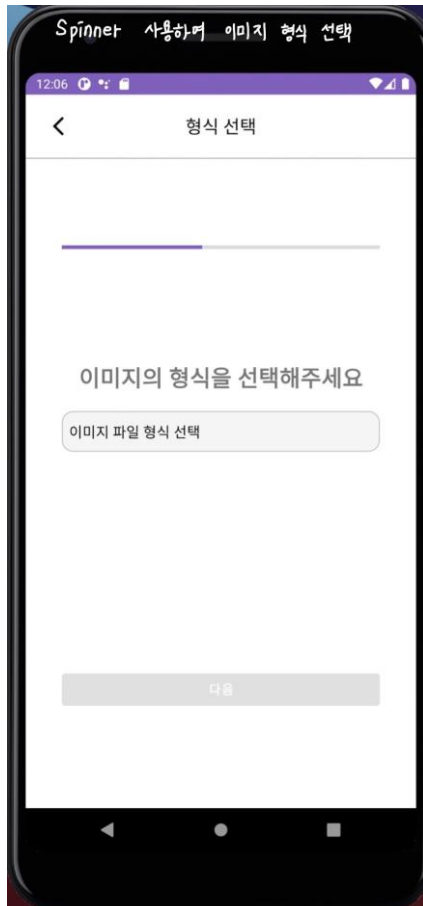 Spinner 사용하며 이미지 형식 선택
12:06
형식 선택
이미지의 형식을 선택해주세요
이미지 파일 형식 선택
다음